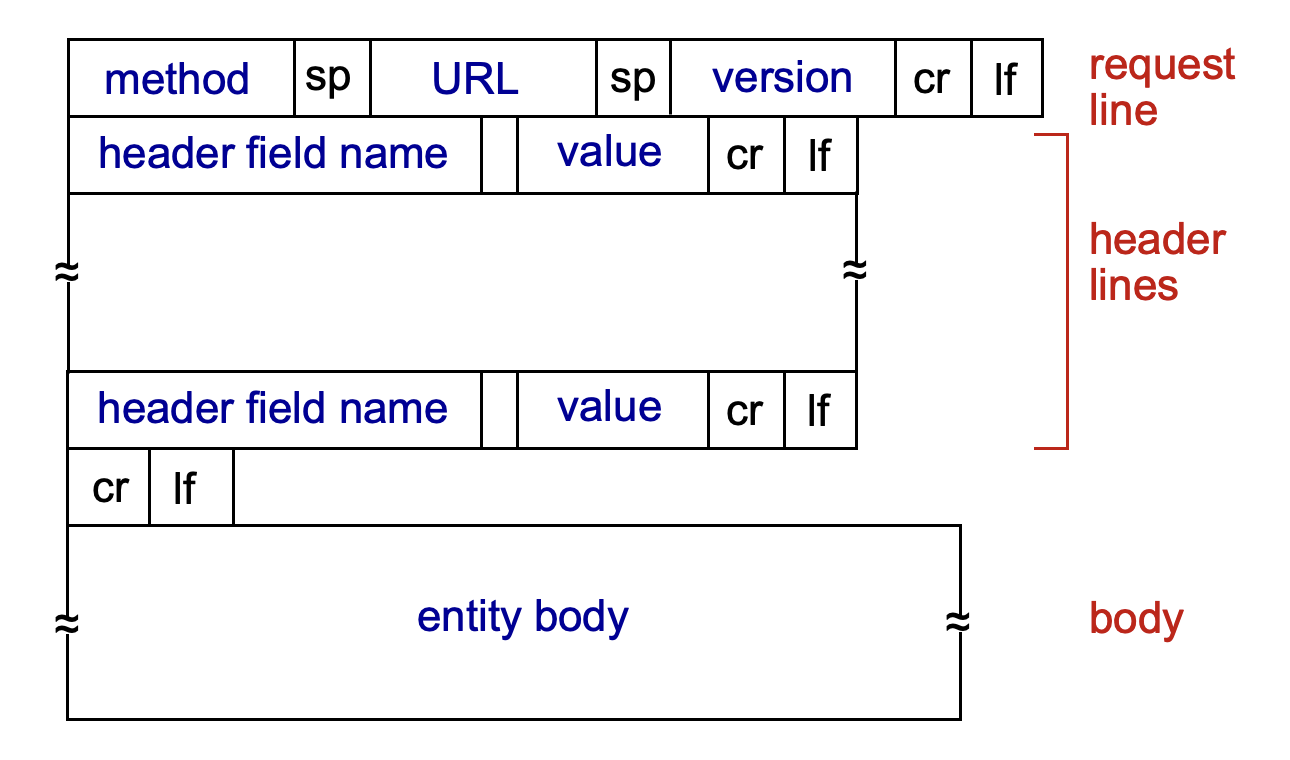 method sp URL sp version cr lf
request
line
header field name value cr lf
header
lines
≈ ≈
header field name value cr lf
cr lf
≈ entity body ≈
body